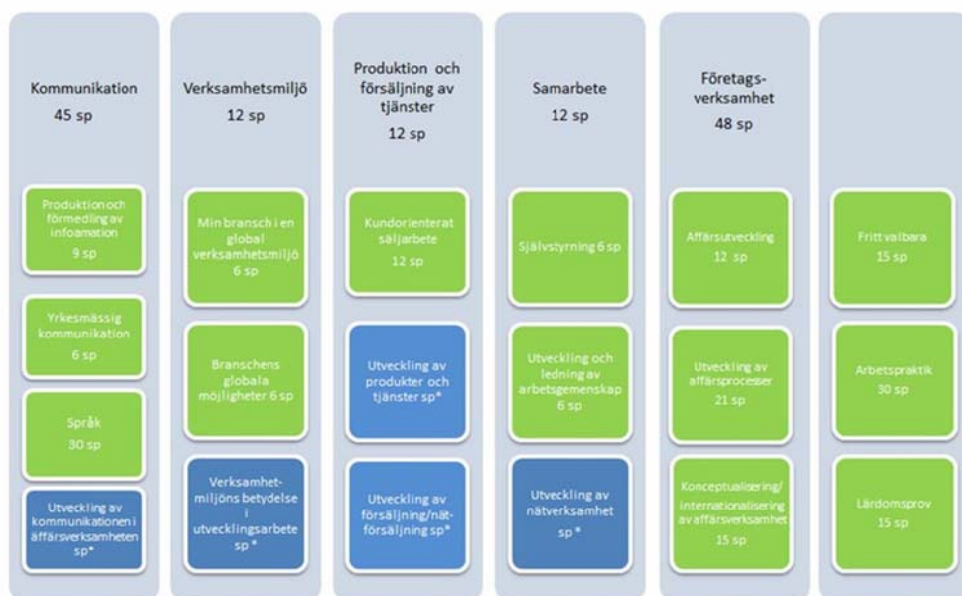 Kommunikation
45 sp
Produktion och
förmedling av
infoamation
9 sp
Yrkesmässig
kommunikation
6 sp
Språk
30 sp
Utveckling av
kommunikationen i
äffärsverksamheten
sp*
Verksamhetsmiljö
12 sp
Min bransch i en
global
verksamhetsmiljö
6 sp
Branschens
globala
möjligheter 6 sp
Verksamhet-
miljöns betydelse
i
utvecklingsarbete
sp *
Produktion och
försäljning av
tjänster
12 sp
Kundorienterat
säljarbete
12 sp
Utveckling av
produkter och
tjänster sp*
Utveckling av
försäljning/nät-
försäljning sp*
Samarbete
12 sp
Självstyrning 6 sp
Utveckling och
ledning av
arbetsgemenskap
6 sp
Utveckling av
nätverksamhet
sp *
Företags-
verksamhet
48 sp
Affärsutveckling
12 sp
Utveckling av
affärsprocesser
21 sp
Konceptualisering/
internationalisering
av affärsverksamhet
15 sp
Fritt valbara
15 sp
Arbetspraktik
30 sp
Lärdomsprov
15 sp